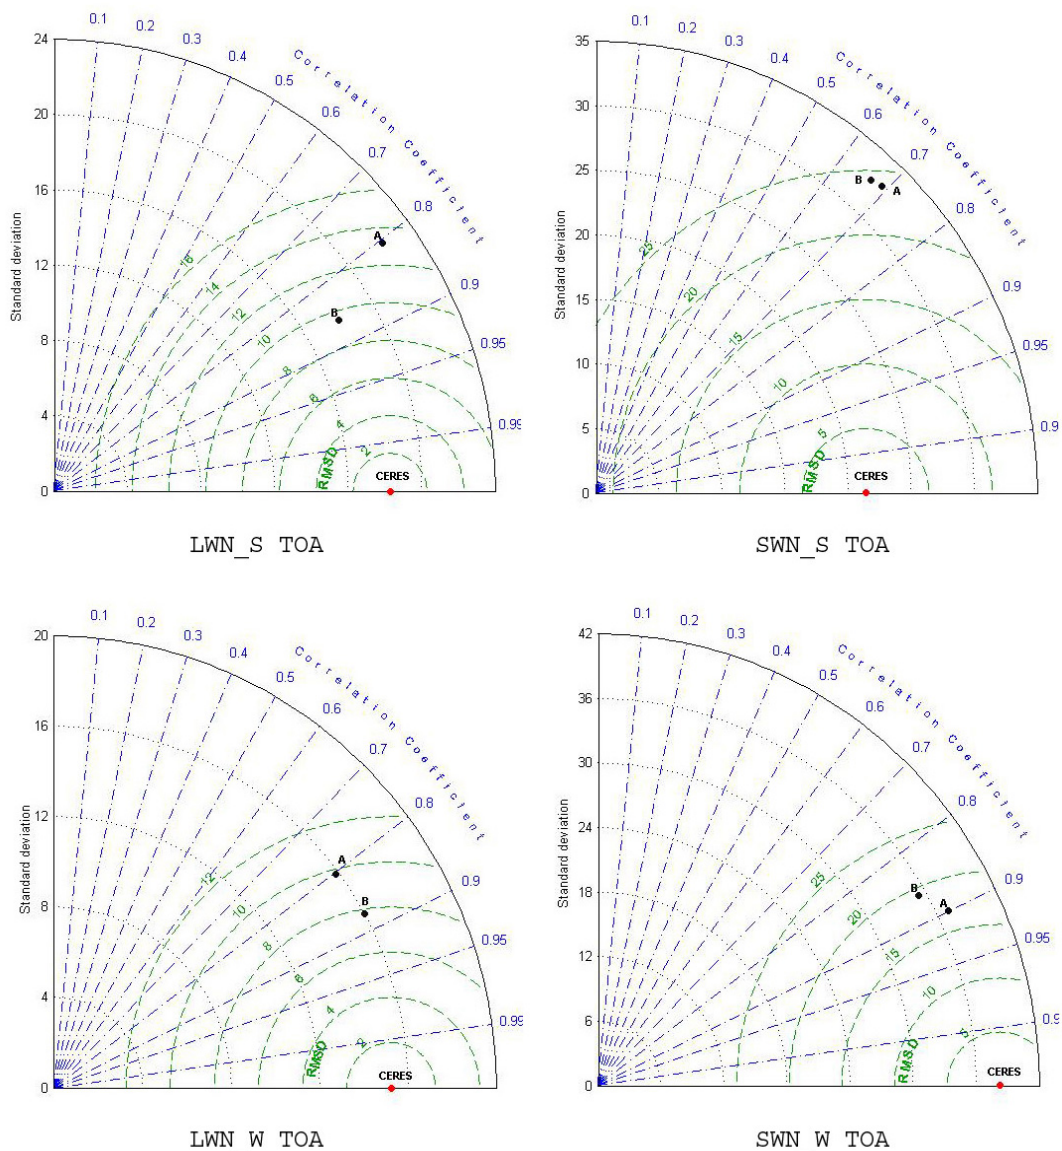 0.1 0.2 0.3 0.4 0.5 0.6 0.7 0.8 0.9 0.95 0.99
Correlation Coefficient
Standard deviation
24
20
16
12
8
4
0
16
14
12
10
8
6
4
2
RMSD
A
B
CERES
LWN_S TOA
0.1 0.2 0.3 0.4 0.5 0.6 0.7 0.8 0.9 0.95 0.9
Correlation Coefficient
Standard deviation
35
30
25
20
15
10
5
0
25
20
15
10
5
RMSD
B A
CERES
SWN_S TOA
0.1 0.2 0.3 0.4 0.5 0.6 0.7 0.8 0.9 0.95 0.99
Correlation Coefficient
Standard deviation
20
16
12
8
4
0
12
10
8
6
4
2
RMSD
A
B
CERES
LWN_W TOA
0.1 0.2 0.3 0.4 0.5 0.6 0.7 0.8 0.9 0.95 0.9
Correlation Coefficient
Standard deviation
42
36
30
24
18
12
6
0
25
20
15
10
5
RMSD
B
A
CERES
SWN_W TOA